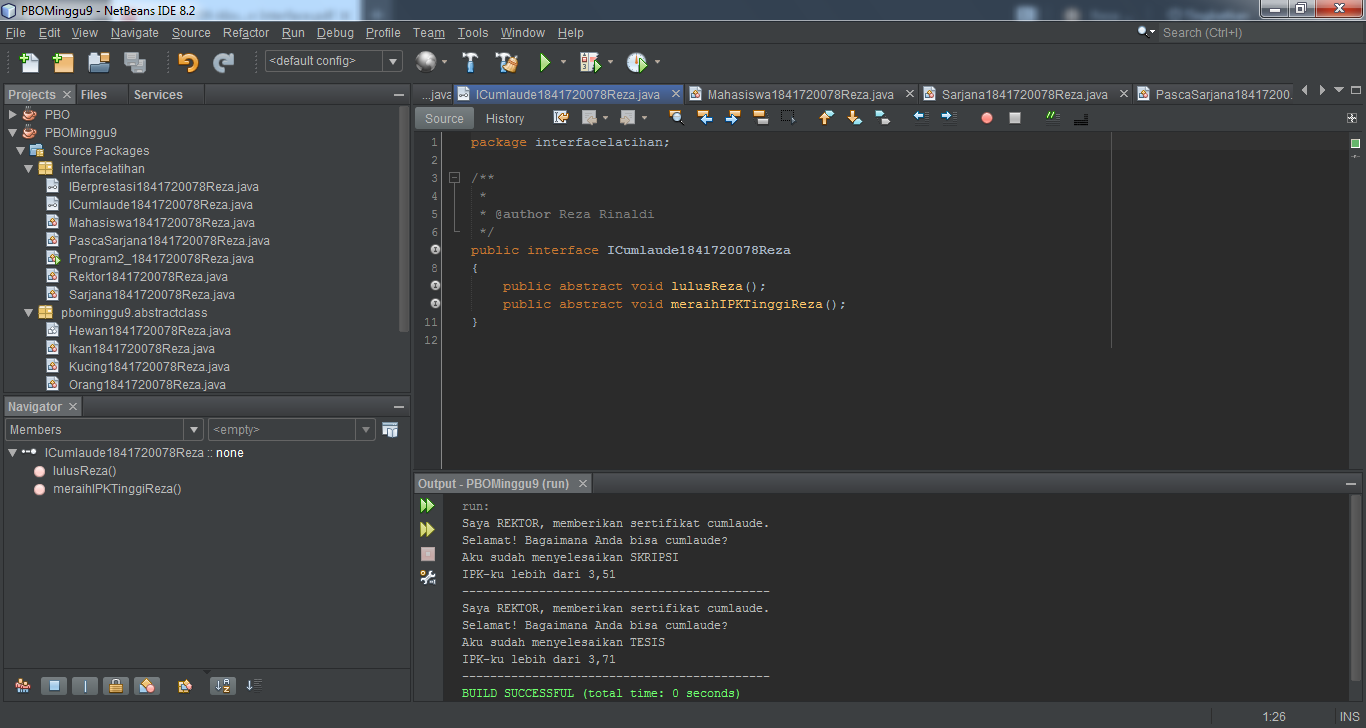 PBOMinggu9 - NetBeans IDE 8.2
File Edit View Navigate Source Refactor Run Debug Profile Team Tools Window Help
Search (Ctrl+I)
<default config>
Projects Files Services
PBO
PBOMinggu9
Source Packages
interfacelatihan
IBerprestasi1841720078Reza.java
ICumlaude1841720078Reza.java
Mahasiswa1841720078Reza.java
PascaSarjana1841720078Reza.java
Program2_1841720078Reza.java
Rektor1841720078Reza.java
Sarjana1841720078Reza.java
pbominggu9.abstractclass
Hewan1841720078Reza.java
Ikan1841720078Reza.java
Kucing1841720078Reza.java
Orang1841720078Reza.java
Navigator
Members
<empty>
ICumlaude1841720078Reza :: none
lulusReza()
meraihIPKTinggiReza()
...java ICumlaude1841720078Reza.java Mahasiswa1841720078Reza.java Sarjana1841720078Reza.java PascaSarjana18417200.
Source History
1 package interfacelatihan;
2
3 /**
4 *
5 * @author Reza Rinaldi
6 */
public interface ICumlaude1841720078Reza
8 {
public abstract void lulusReza();
public abstract void meraihIPKTinggiReza();
11 }
12
Output - PBOMinggu9 (run)
run:
Saya REKTOR, memberikan sertifikat cumlaude.
Selamat! Bagaimana Anda bisa cumlaude?
Aku sudah menyelesaikan SKRIPSI
IPK-ku lebih dari 3,51
--------------------------------------------
Saya REKTOR, memberikan sertifikat cumlaude.
Selamat! Bagaimana Anda bisa cumlaude?
Aku sudah menyelesaikan TESIS
IPK-ku lebih dari 3,71
--------------------------------------------
BUILD SUCCESSFUL (total time: 0 seconds)
1:26 INS